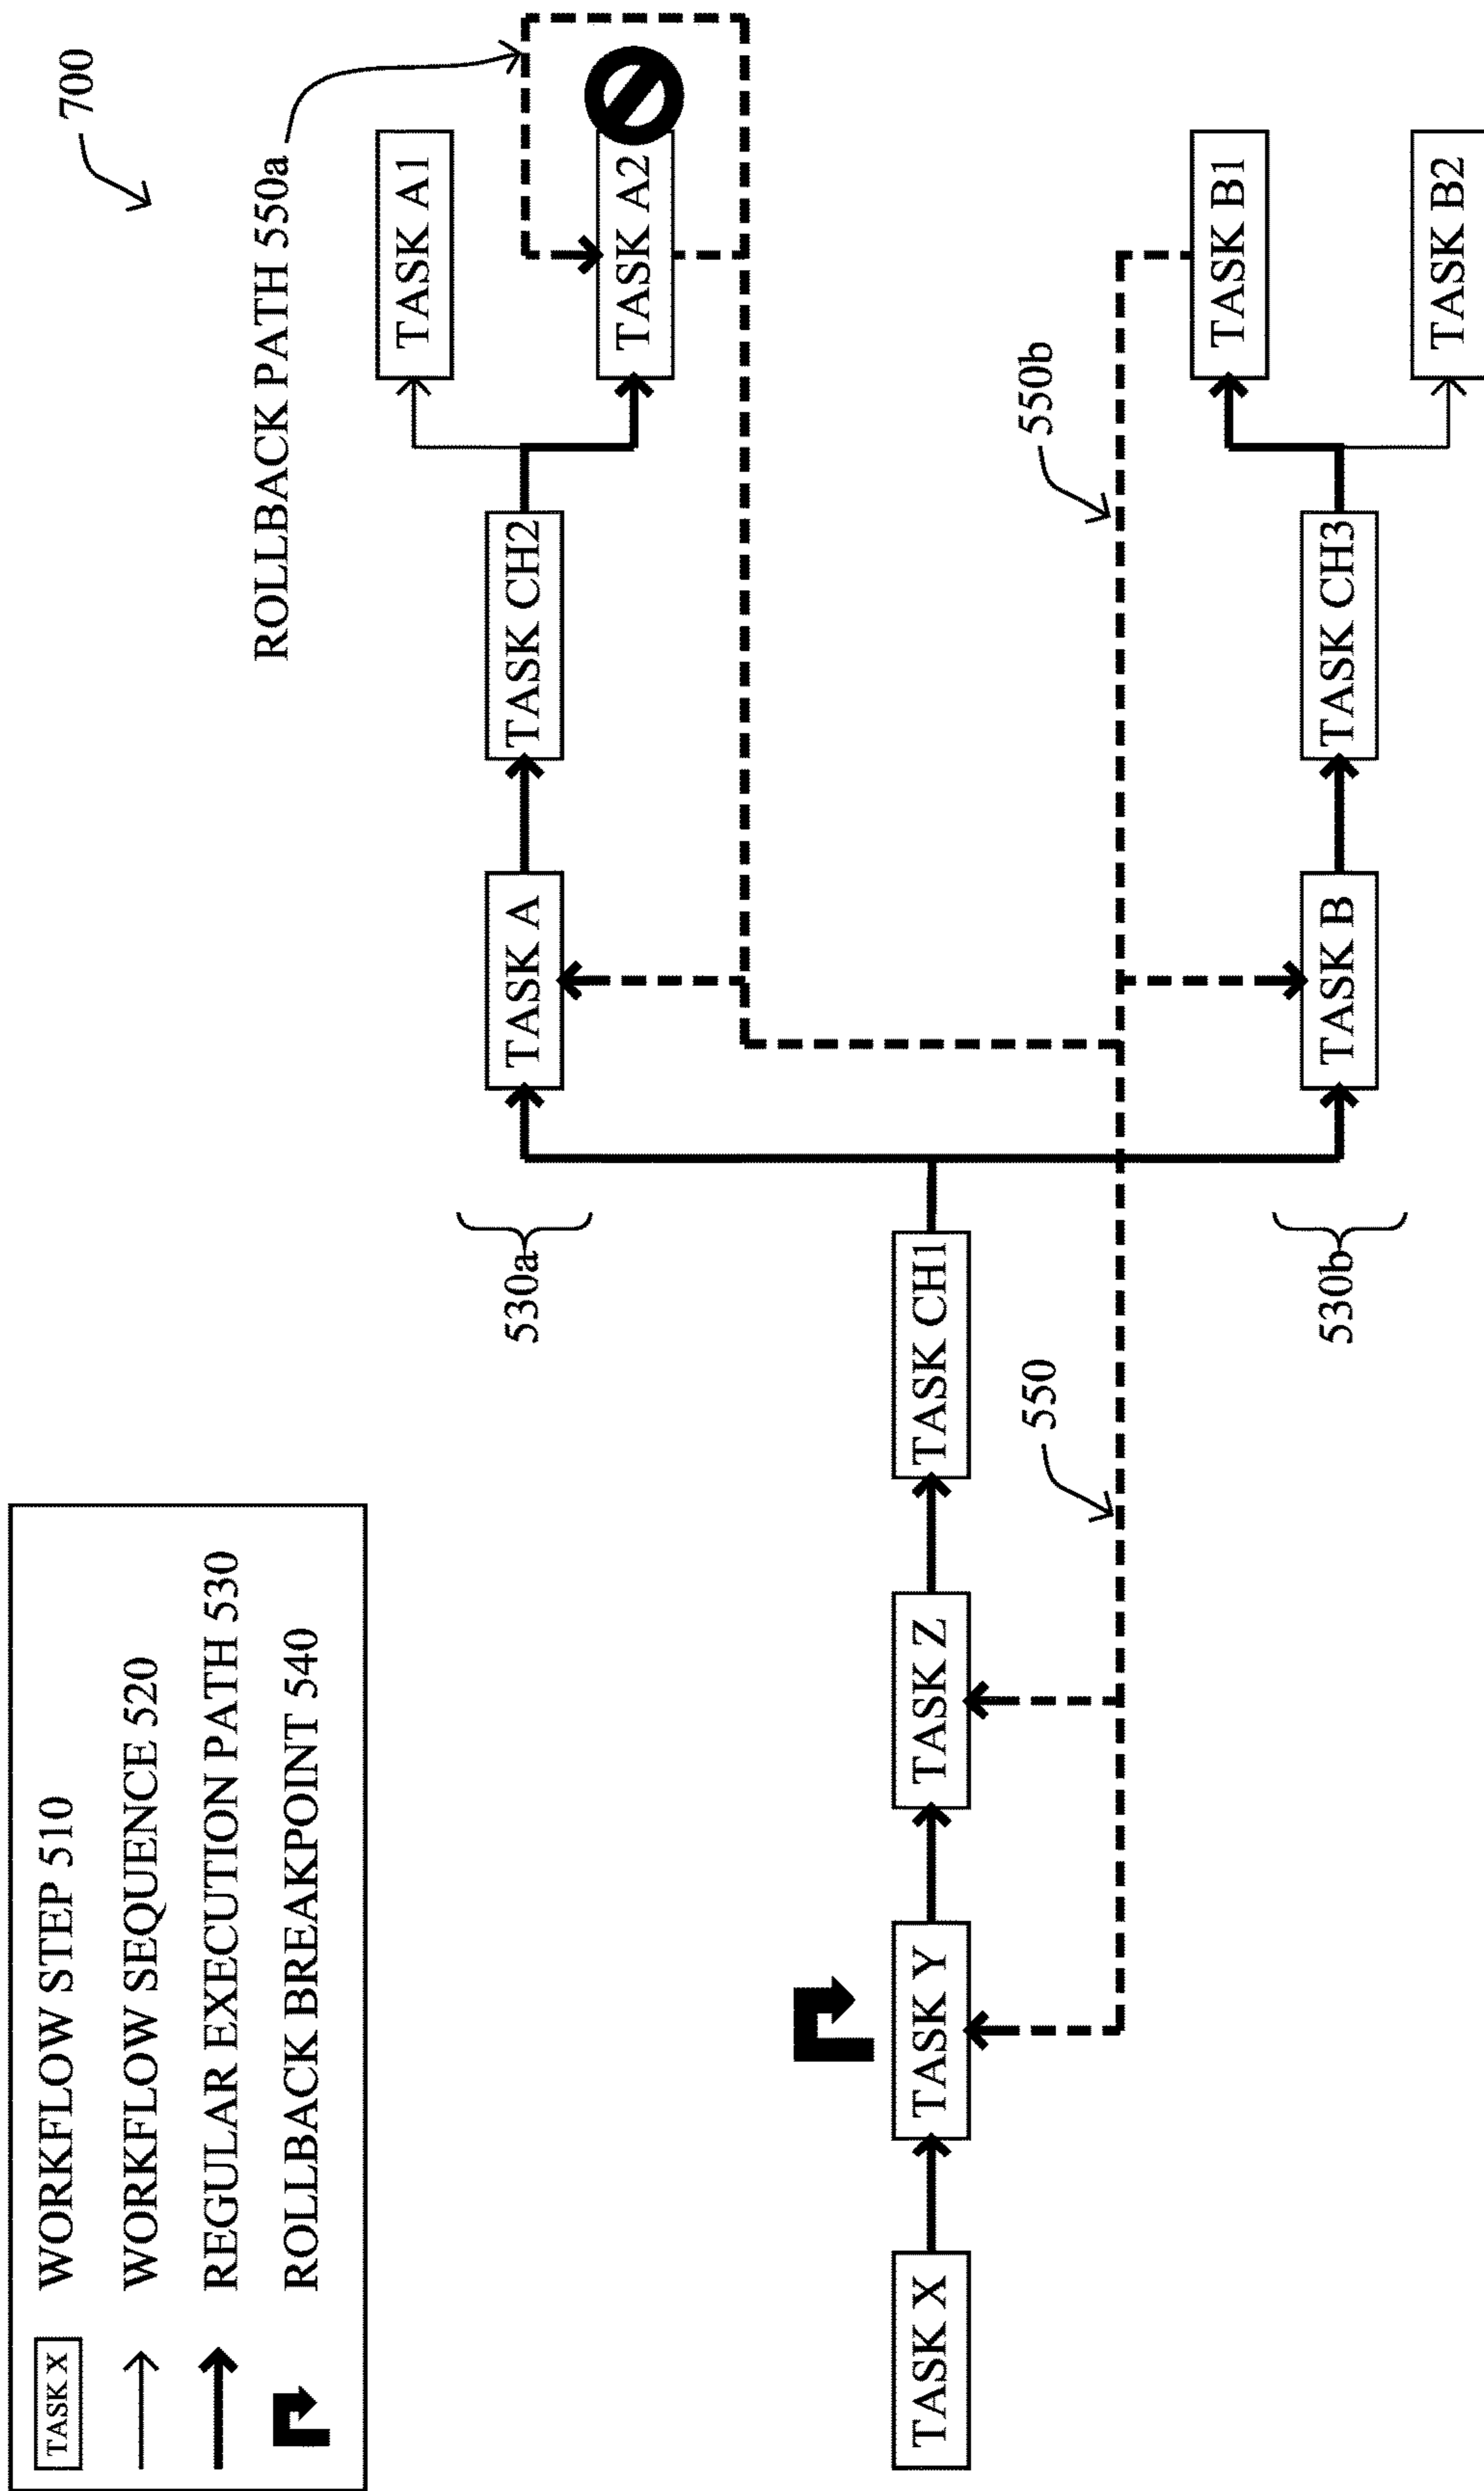 TASK X
WORKFLOW STEP 510
WORKFLOW SEQUENCE 520
REGULAR EXECUTION PATH 530
ROLLBACK BREAKPOINT 540
700
ROLLBACK PATH 550a
TASK A1
TASK A
TASK CH2
TASK A2
530a
TASK X
TASK Y
TASK Z
TASK CH1
550
550b
530b
TASK B1
TASK B
TASK CH3
TASK B2